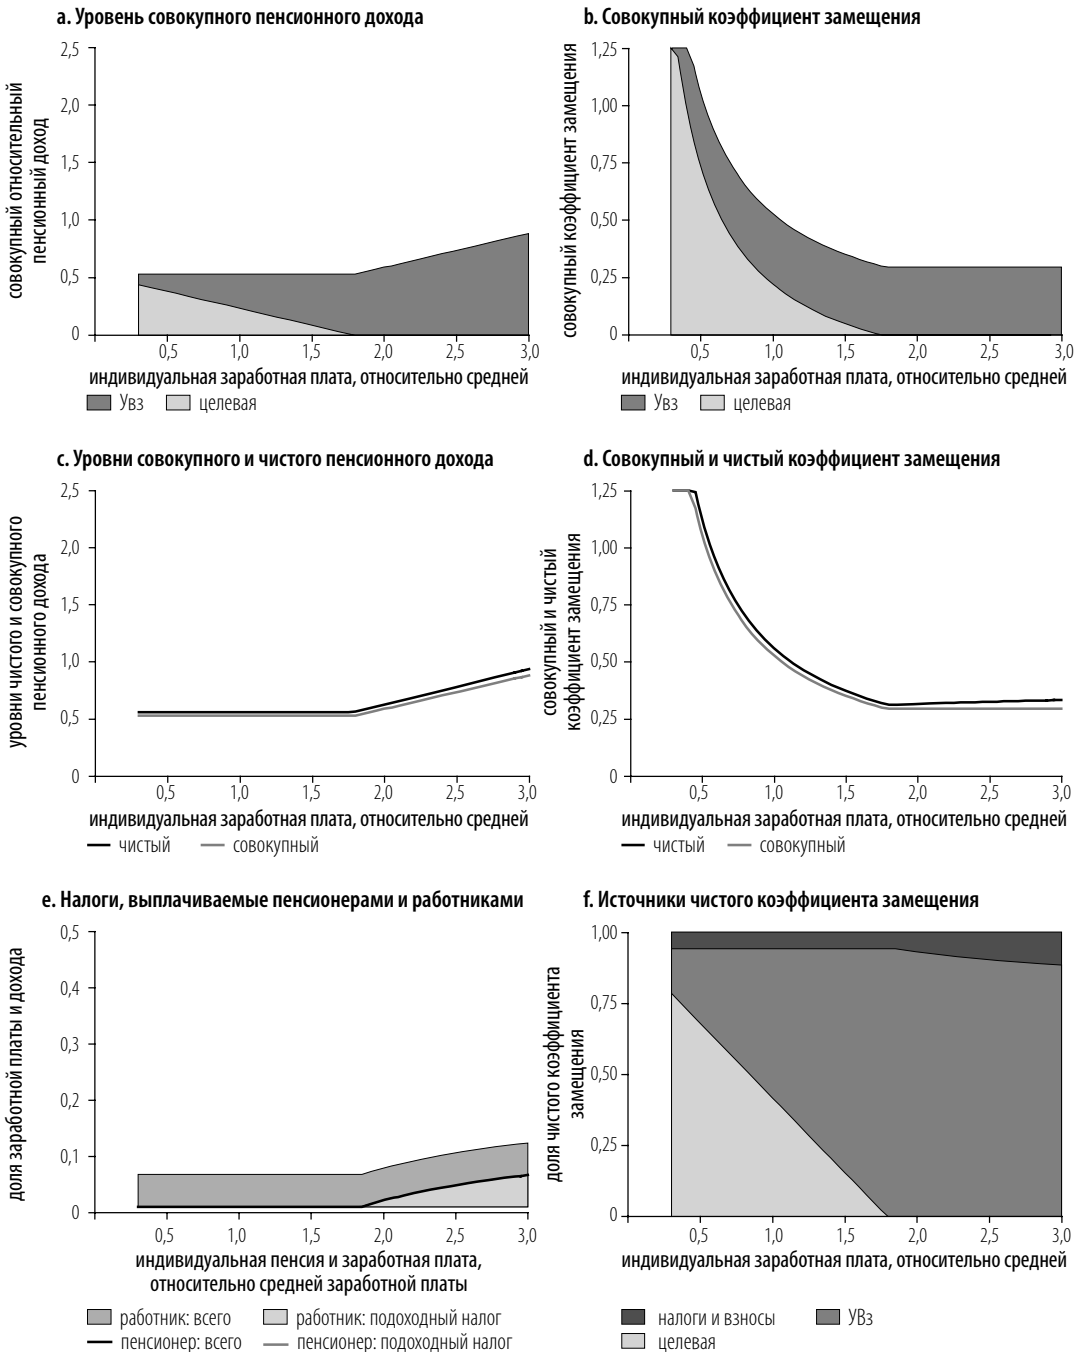 a. Уровень совокупного пенсионного дохода
совокупный относительный
пенсионный доход
2,5
2,0
1,5
1,0
0,5
0
0,5 1,0 1,5 2,0 2,5 3,0
индивидуальная заработная плата, относительно средней
Увз целевая
b. Совокупный коэффициент замещения
совокупный коэффициент замещения
1,25
1,00
0,75
0,50
0,25
0
0,5 1,0 1,5 2,0 2,5 3,0
индивидуальная заработная плата, относительно средней
Увз целевая
c. Уровни совокупного и чистого пенсионного дохода
уровни чистого и совокупного
пенсионного дохода
2,5
2,0
1,5
1,0
0,5
0
0,5 1,0 1,5 2,0 2,5 3,0
индивидуальная заработная плата, относительно средней
чистый совокупный
d. Совокупный и чистый коэффициент замещения
совокупный и чистый
коэффициент замещения
1,25
1,00
0,75
0,50
0,25
0
0,5 1,0 1,5 2,0 2,5 3,0
индивидуальная заработная плата, относительно средней
чистый совокупный
e. Налоги, выплачиваемые пенсионерами и работниками
доля заработной платы и дохода
0,5
0,4
0,3
0,2
0,1
0
0,5 1,0 1,5 2,0 2,5 3,0
индивидуальная пенсия и заработная плата,
относительно средней заработной платы
работник: всего работник: подоходный налог
пенсионер: всего пенсионер: подоходный налог
f. Источники чистого коэффициента замещения
доля чистого коэффициента
замещения
1,00
0,75
0,50
0,25
0
0,5 1,0 1,5 2,0 2,5 3,0
индивидуальная заработная плата, относительно средней
налоги и взносы УВз
целевая